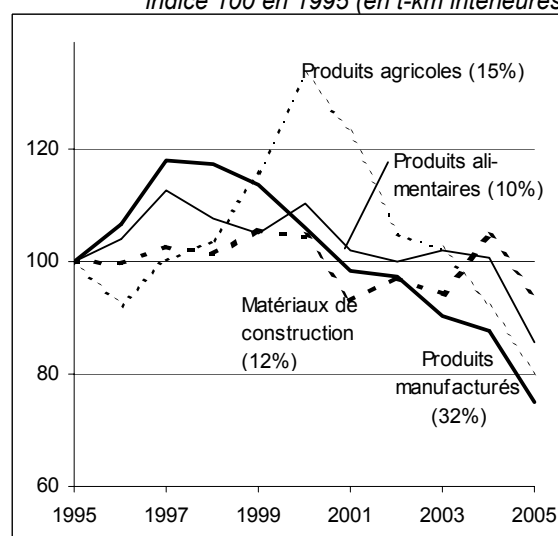 Indice 100 en 1995 (en t-km intérieures
Produits agricoles (15%)
120
Produits ali-
mentaires (10%)
100
Matériaux de
construction
(12%)
Produits
manufacturés
(32%)
80
60
1995 1997 1999 2001 2003 2005